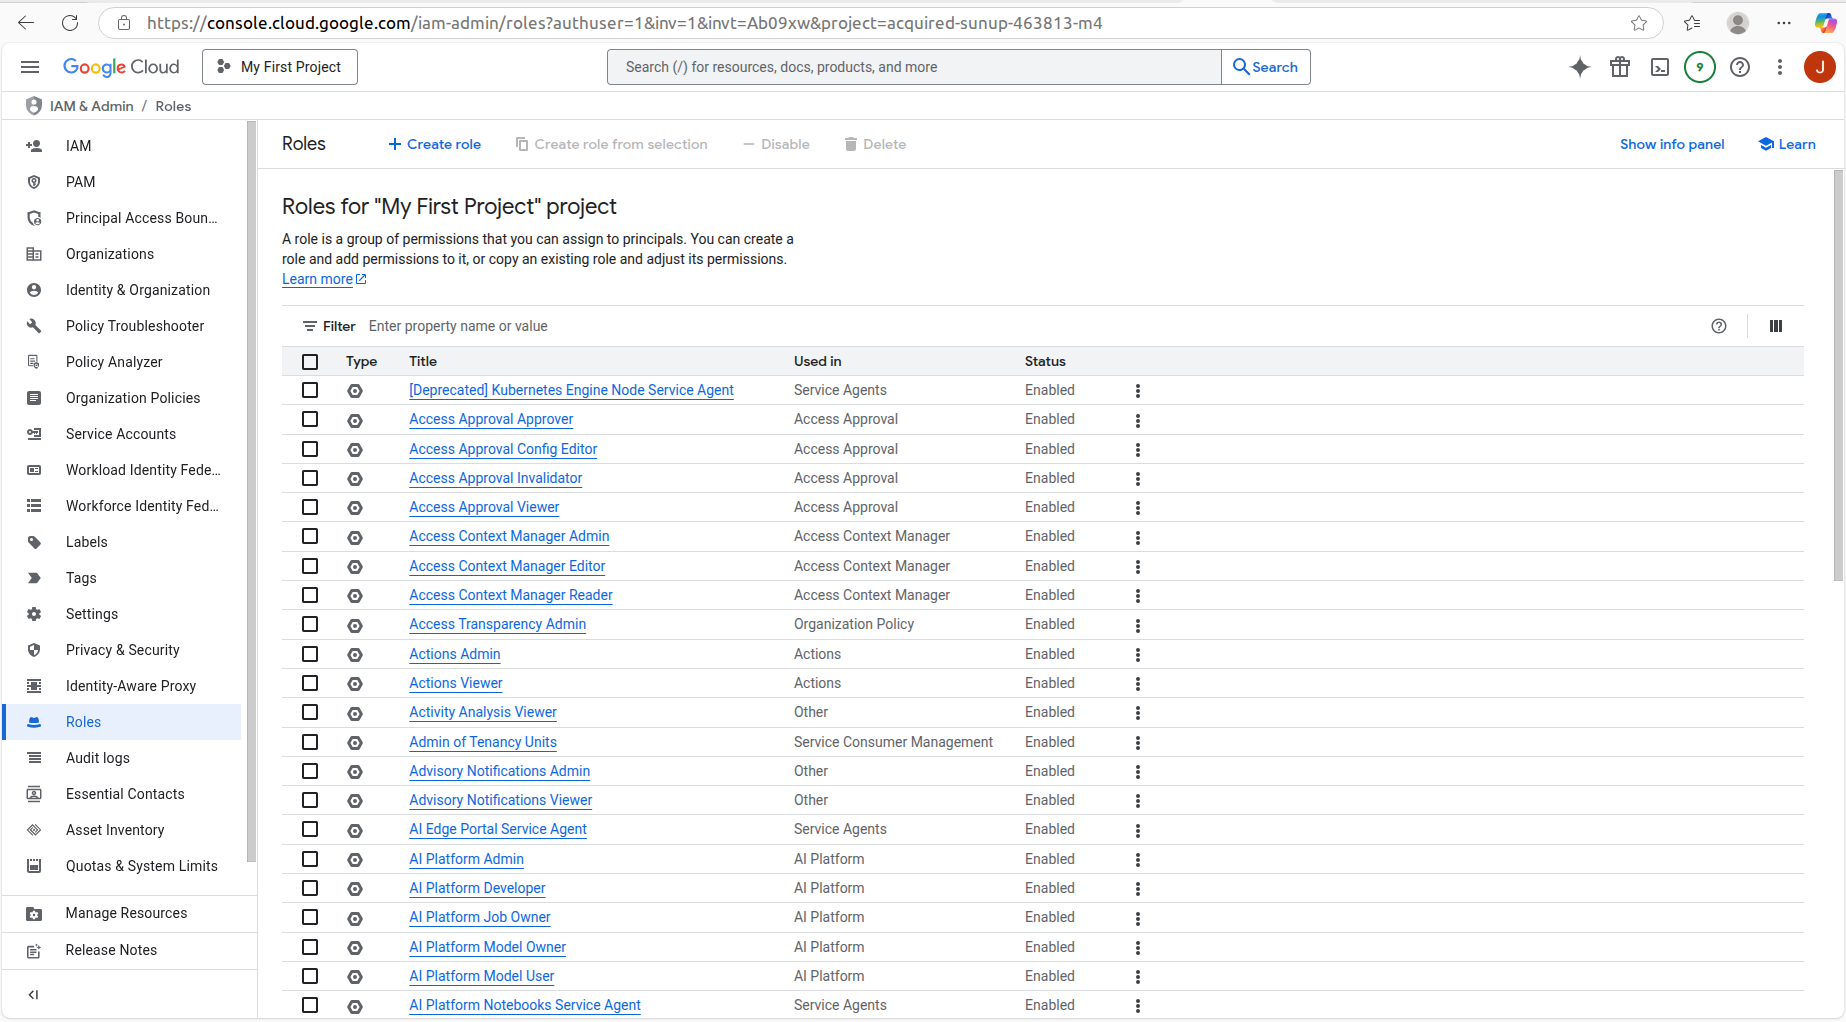 https://console.cloud.google.com/iam-admin/roles?authuser=1&inv=1&invt=Ab09xw&project=acquired-sunup-463813-m4
Google Cloud
My First Project
Search (/) for resources, docs, products, and more
Search
9
J
IAM & Admin / Roles
IAM
PAM
Principal Access Boun...
Organizations
Identity & Organization
Policy Troubleshooter
Policy Analyzer
Organization Policies
Service Accounts
Workload Identity Fede...
Workforce Identity Fed...
Labels
Tags
Settings
Privacy & Security
Identity-Aware Proxy
Roles
Audit logs
Essential Contacts
Asset Inventory
Quotas & System Limits
Manage Resources
Release Notes
Roles
Create role
Create role from selection
Disable
Delete
Show info panel
Learn
Roles for "My First Project" project
A role is a group of permissions that you can assign to principals. You can create a
role and add permissions to it, or copy an existing role and adjust its permissions.
Learn more
Filter Enter property name or value
Type Title Used in Status
[Deprecated] Kubernetes Engine Node Service Agent Service Agents Enabled
Access Approval Approver Access Approval Enabled
Access Approval Config Editor Access Approval Enabled
Access Approval Invalidator Access Approval Enabled
Access Approval Viewer Access Approval Enabled
Access Context Manager Admin Access Context Manager Enabled
Access Context Manager Editor Access Context Manager Enabled
Access Context Manager Reader Access Context Manager Enabled
Access Transparency Admin Organization Policy Enabled
Actions Admin Actions Enabled
Actions Viewer Actions Enabled
Activity Analysis Viewer Other Enabled
Admin of Tenancy Units Service Consumer Management Enabled
Advisory Notifications Admin Other Enabled
Advisory Notifications Viewer Other Enabled
AI Edge Portal Service Agent Service Agents Enabled
AI Platform Admin AI Platform Enabled
AI Platform Developer AI Platform Enabled
AI Platform Job Owner AI Platform Enabled
AI Platform Model Owner AI Platform Enabled
AI Platform Model User AI Platform Enabled
AI Platform Notebooks Service Agent Service Agents Enabled